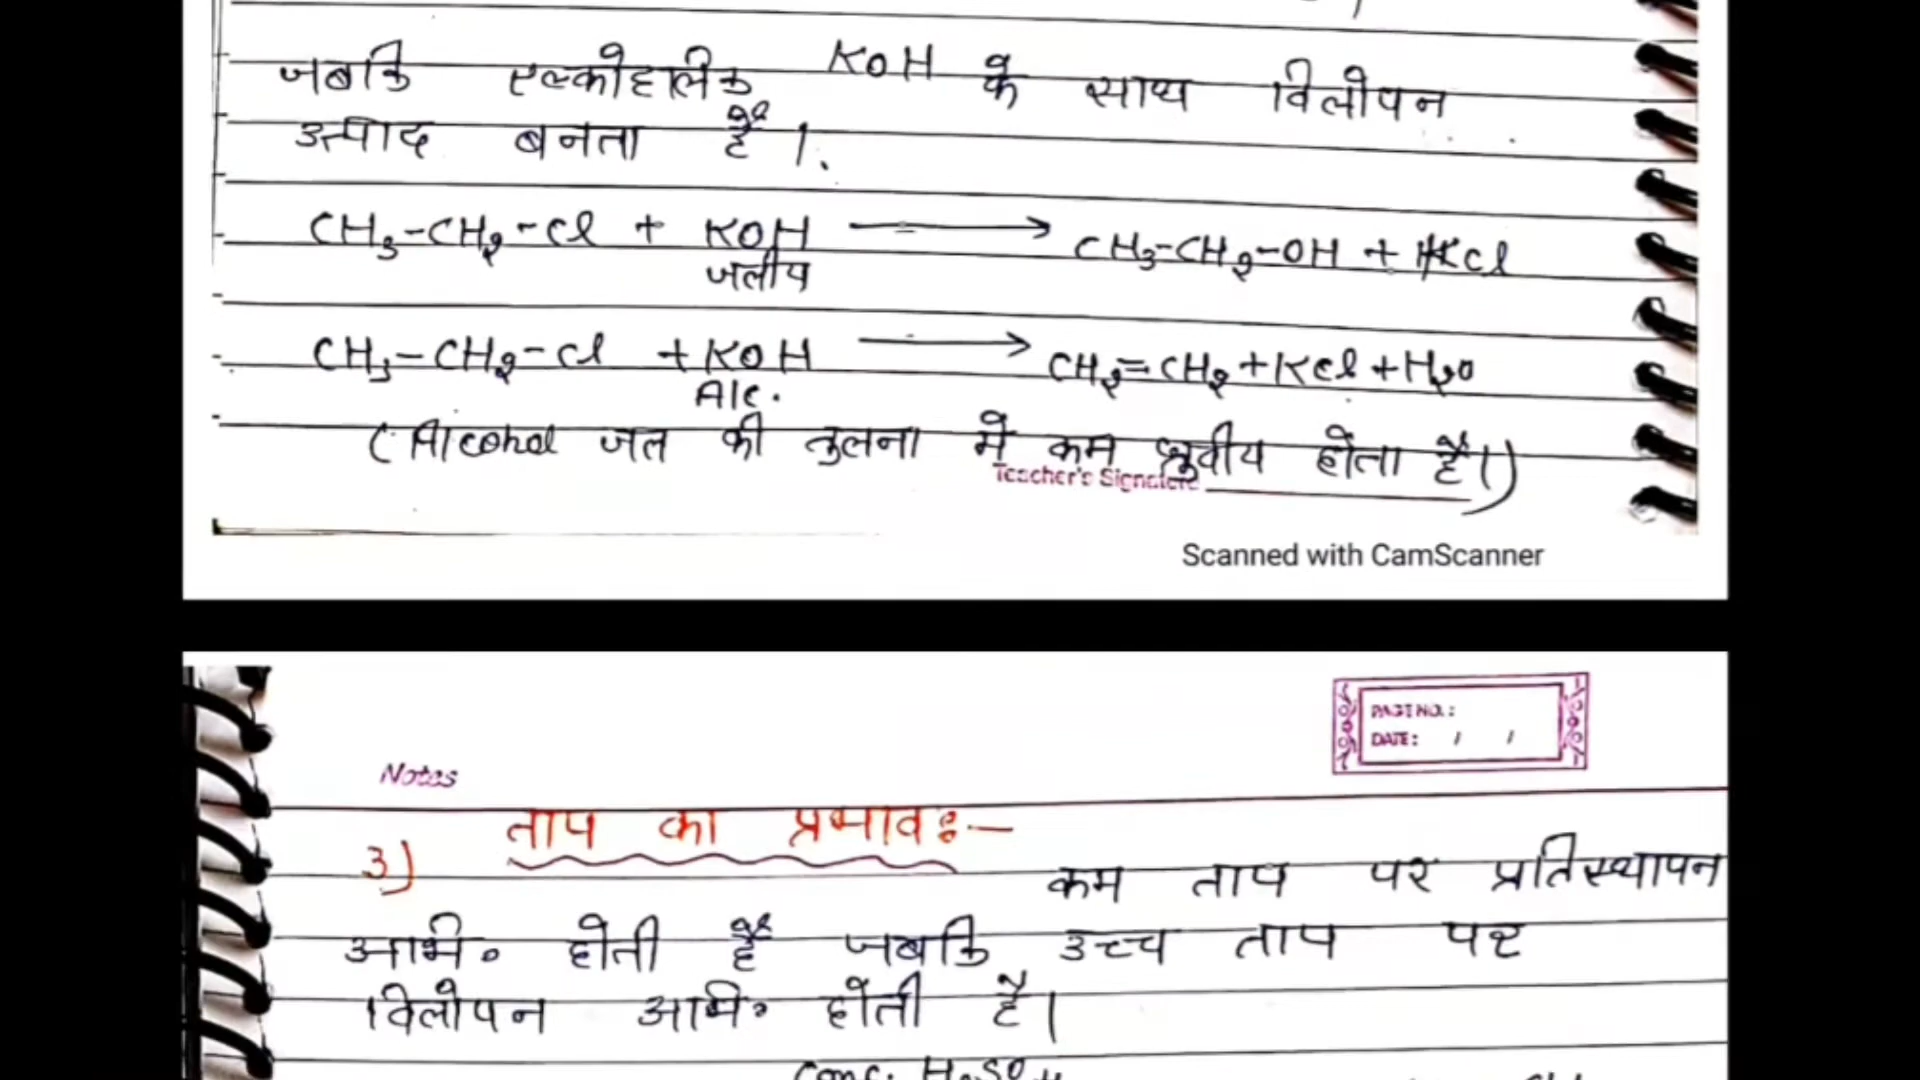 जबकि एल्कोहलिक KOH के साथ विलोपन
उत्पाद बनता है ।
CH₃-CH₂-Cl + KOH ⟶ CH₃-CH₂-OH + KCl
जलीय
CH₃-CH₂-Cl + KOH ⟶ CH₂=CH₂ + KCl + H₂O
Alc.
(Alcohol जल की तुलना में कम ध्रुवीय होता है।)
Teacher's Signature
Scanned with CamScanner
PAGE NO.:
DATE: / /
Notes
3) ताप का प्रभाव:-
कम ताप पर प्रतिस्थापन
अभि० होती है जबकि उच्च ताप पर
विलोपन अभि० होती है।
Conc. H₂SO₄